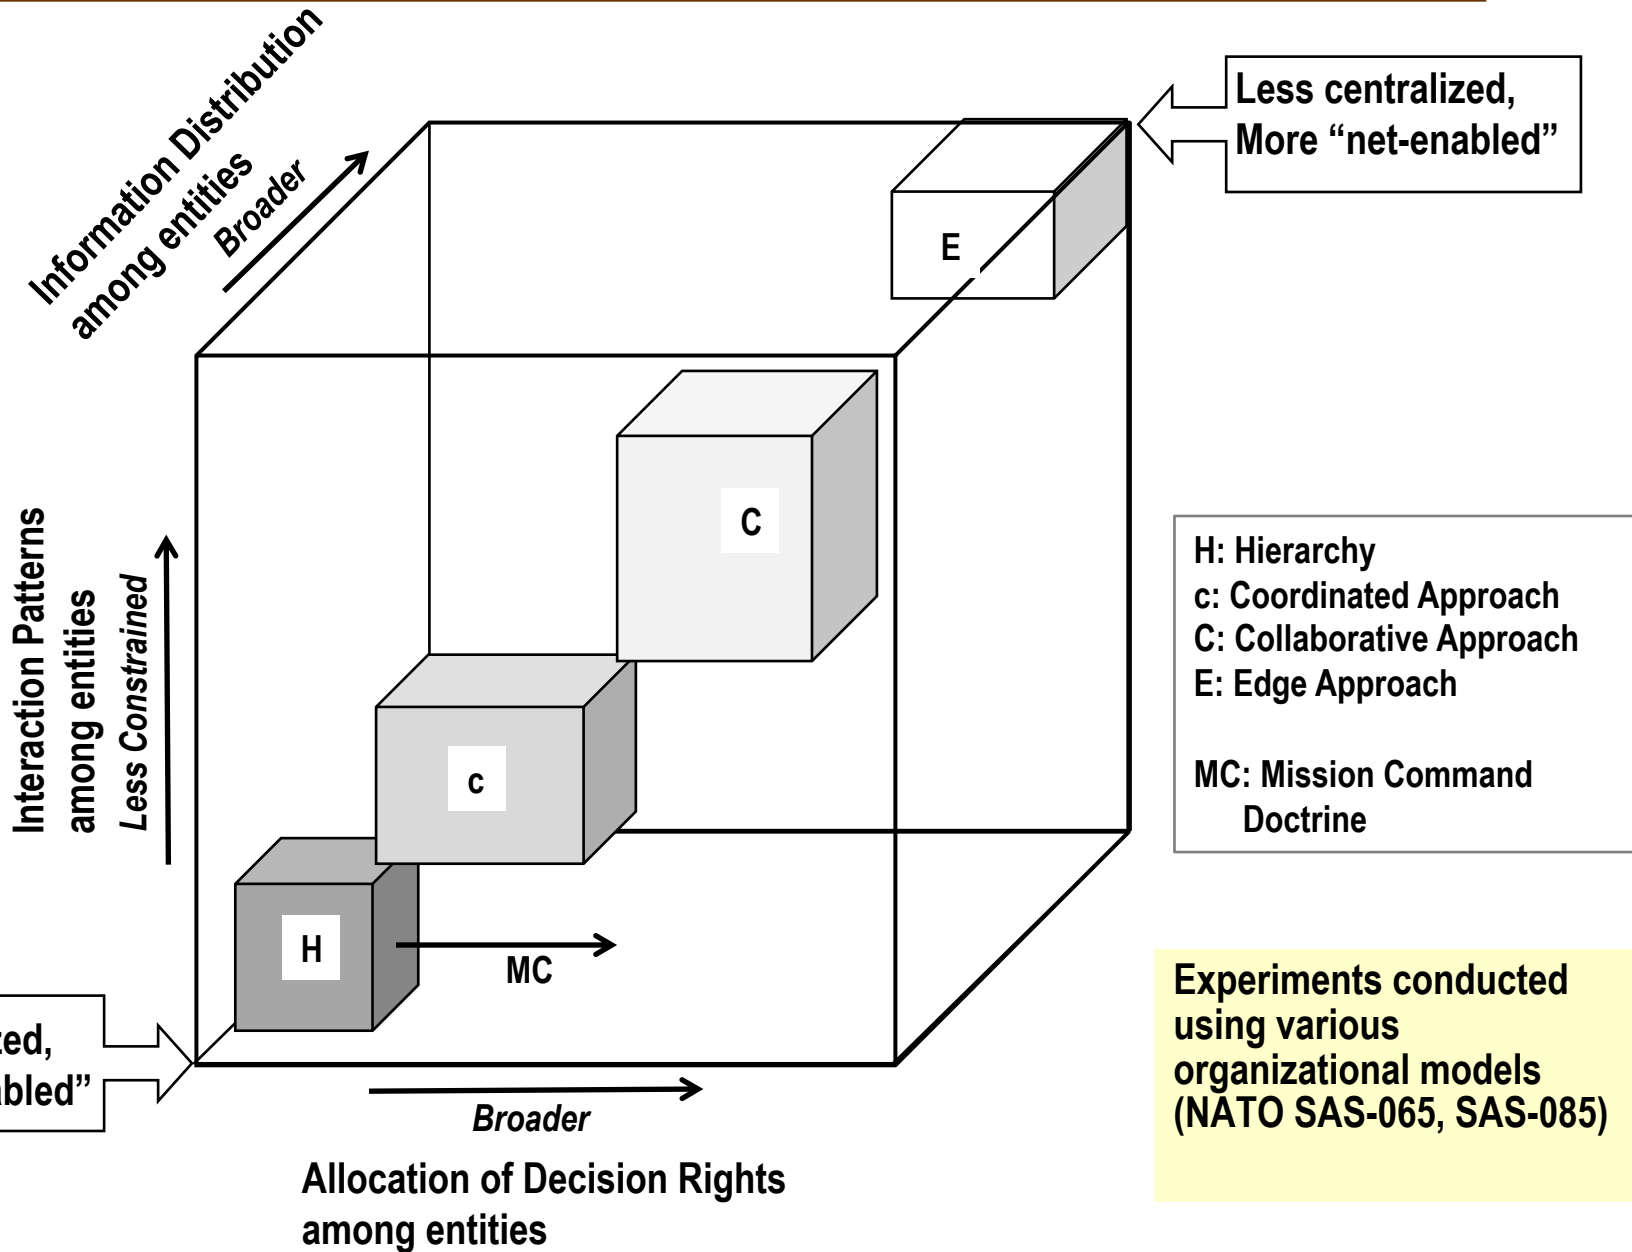 Information Distribution
among entities
Broader
Less centralized,
More “net-enabled”
E
C
Interaction Patterns
among entities
Less Constrained
c
H: Hierarchy
c: Coordinated Approach
C: Collaborative Approach
E: Edge Approach
MC: Mission Command
Doctrine
H
MC
Broader
Allocation of Decision Rights
among entities
Experiments conducted
using various
organizational models
(NATO SAS-065, SAS-085)